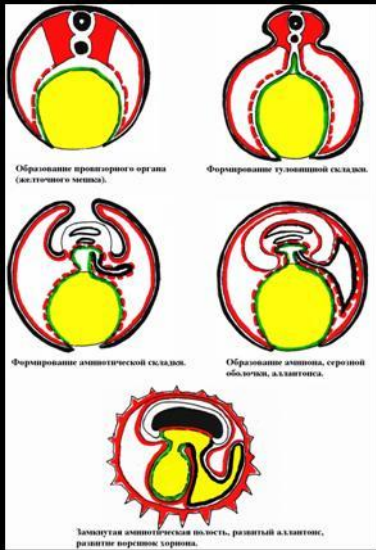 Образование провизорного органа
(желточного мешка).
Формирование туловищной складки.
Формирование амниотической складки.
Образование амниона, серозной
оболочки, аллантоиса.
Замкнутая амниотическая полость, развитый аллантоис,
развитие ворсинок хориона.